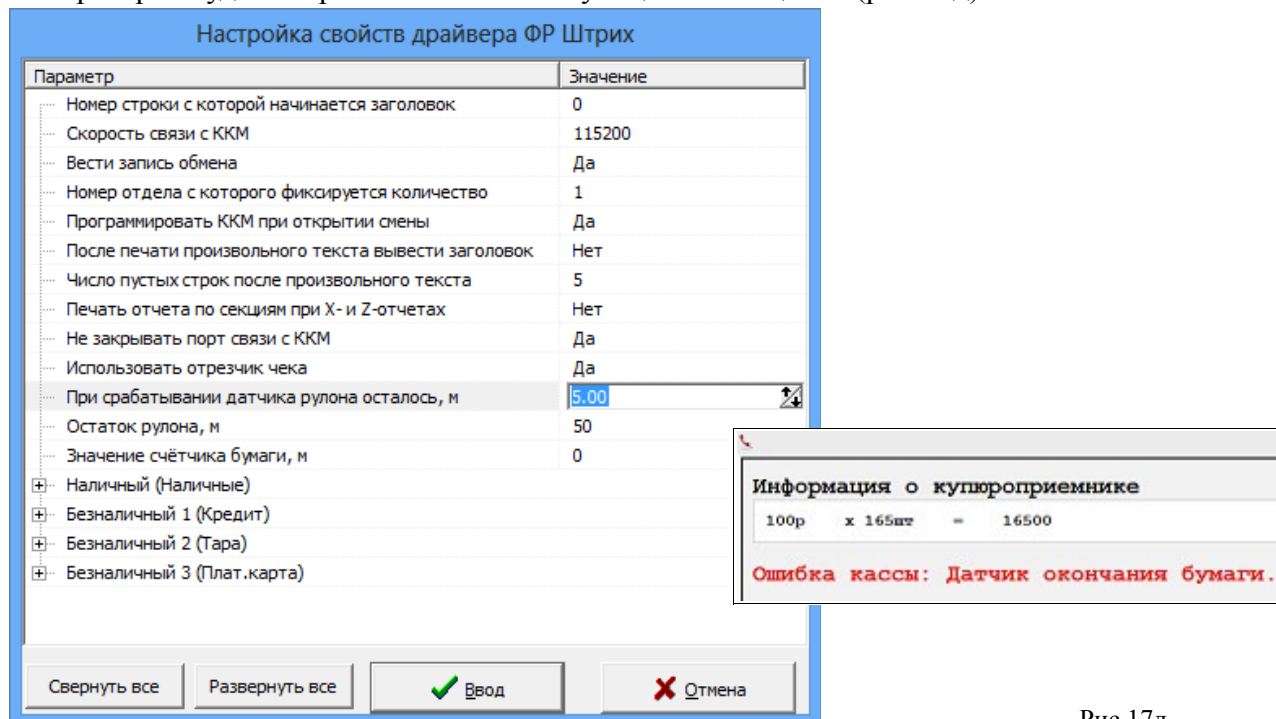 Настройка свойств драйвера ФР Штрих
Параметр Значение
Номер строки с которой начинается заголовок 0
Скорость связи с ККМ 115200
Вести запись обмена Да
Номер отдела с которого фиксируется количество 1
Программировать ККМ при открытии смены Да
После печати произвольного текста вывести заголовок Нет
Число пустых строк после произвольного текста 5
Печать отчета по секциям при X- и Z-отчетах Нет
Не закрывать порт связи с ККМ Да
Использовать отрезчик чека Да
При срабатывании датчика рулона осталось, м 5.00
Остаток рулона, м 50
Значение счётчика бумаги, м 0
Наличный (Наличные)
Безналичный 1 (Кредит)
Безналичный 2 (Тара)
Безналичный 3 (Плат.карта)
Свернуть все Развернуть все Ввод Отмена
Информация о купюроприемнике
100р x 165шт = 16500
Ошибка кассы: Датчик окончания бумаги.
Рис 17д